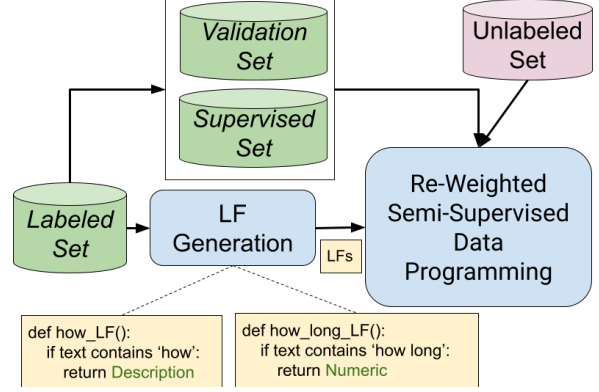 Validation
Set
Supervised
Set
Unlabeled
Set
Labeled
Set
LF
Generation
LFs
Re-Weighted
Semi-Supervised
Data
Programming
def how_LF():
if text contains ‘how’:
return Description
def how_long_LF():
if text contains ‘how long’:
return Numeric